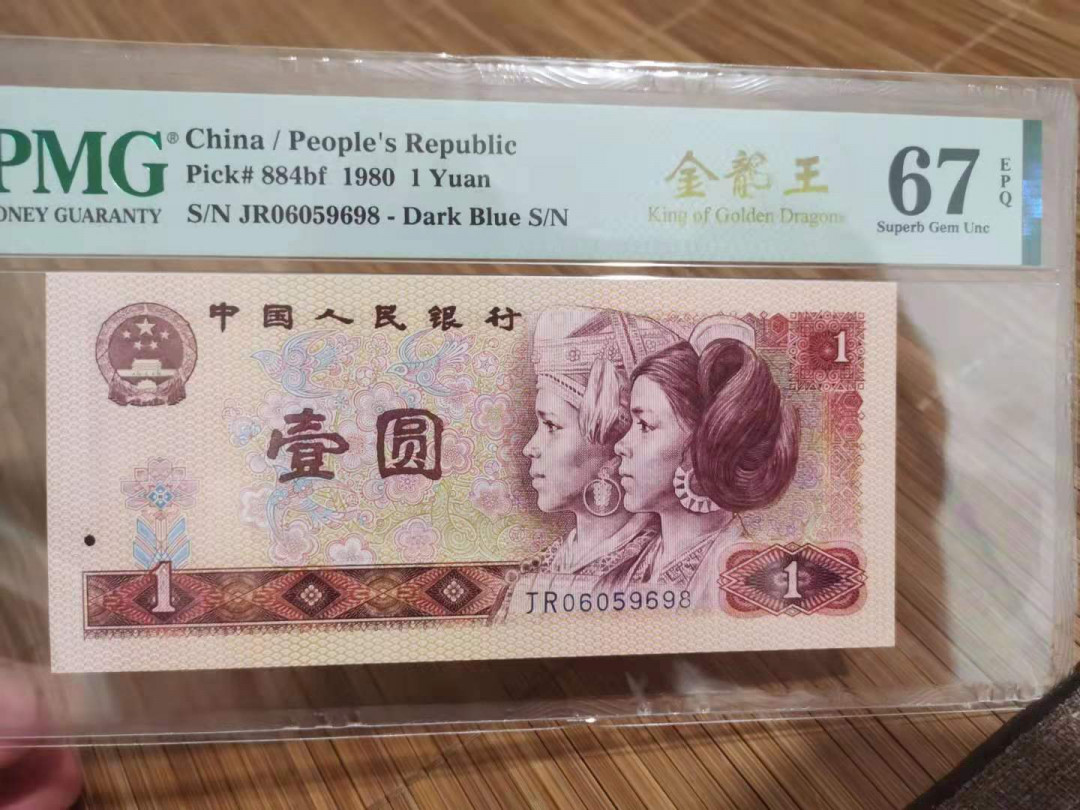 PMG®
MONEY GUARANTY
China / People's Republic
Pick# 884bf 1980 1 Yuan
S/N JR06059698 - Dark Blue S/N
金龍王
King of Golden Dragons
67
EPQ
Superb Gem Unc
中国人民银行
1
壹圆
1
JR06059698
1